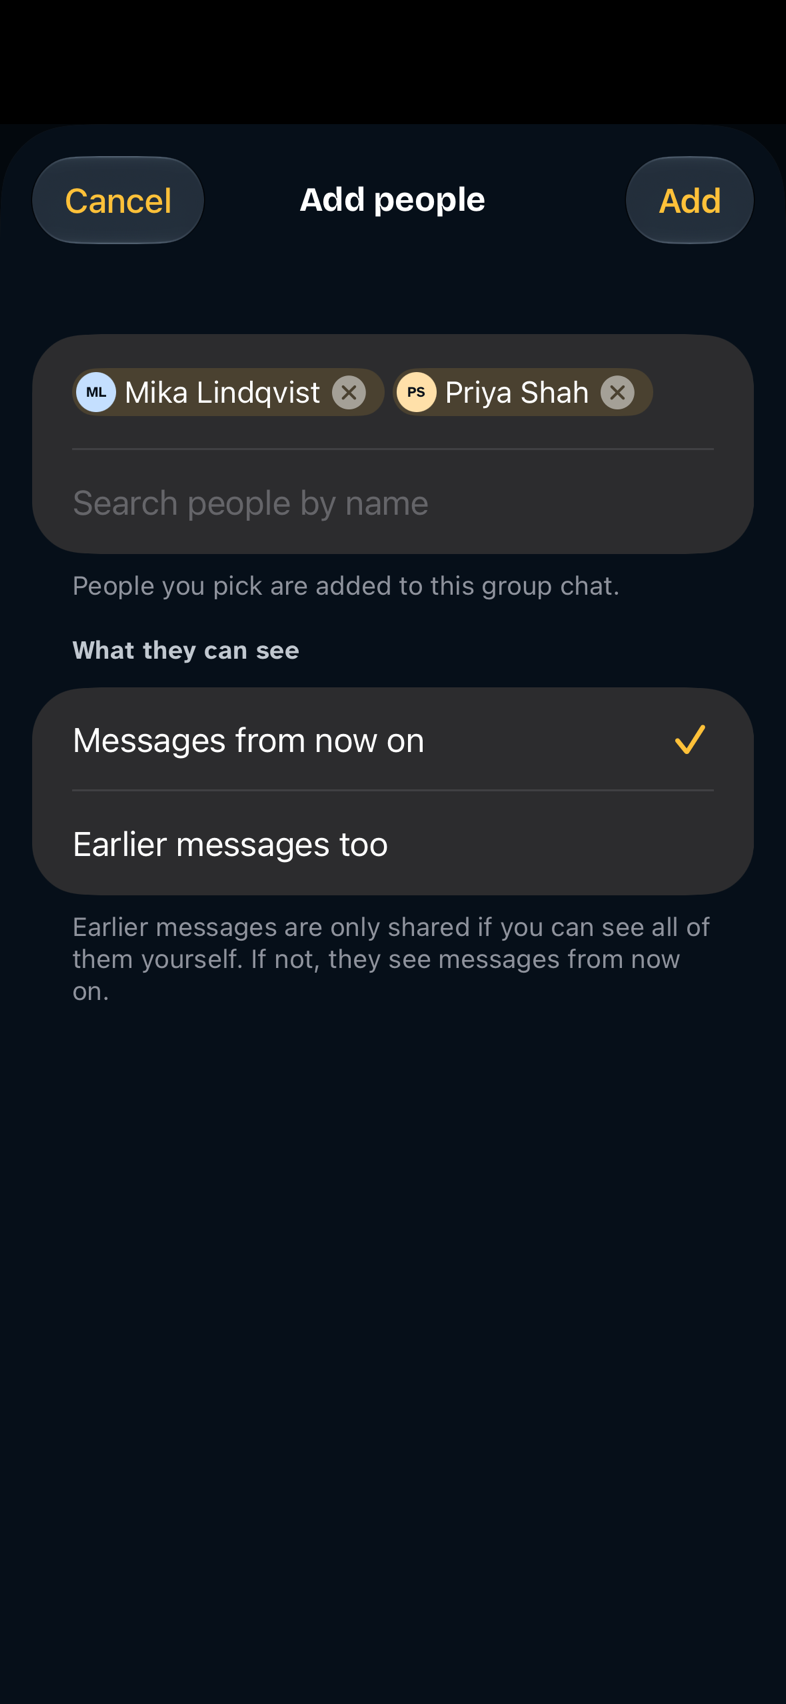 Cancel Add people Add
ML Mika Lindqvist PS Priya Shah
Search people by name
People you pick are added to this group chat.
What they can see
Messages from now on
Earlier messages too
Earlier messages are only shared if you can see all of
them yourself. If not, they see messages from now
on.